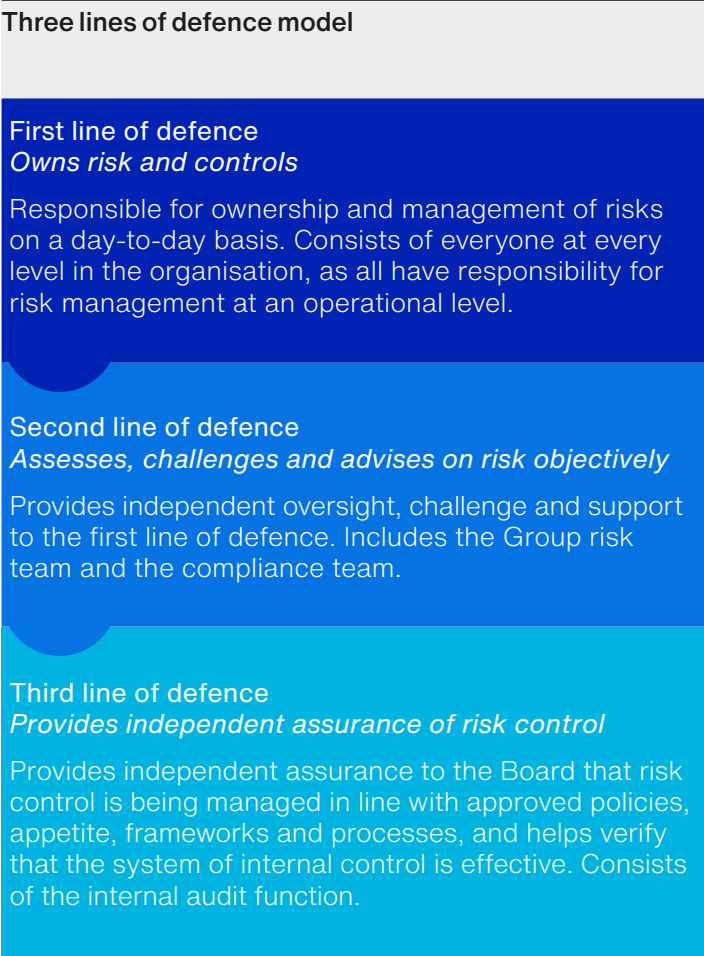 Three lines of defence model
First line of defence
Owns risk and controls
Responsible for ownership and management of risks
on a day-to-day basis. Consists of everyone at every
level in the organisation, as all have responsibility for
risk management at an operational level.
Second line of defence
Assesses, challenges and advises on risk objectively
Provides independent oversight, challenge and support
to the first line of defence. Includes the Group risk
team and the compliance team.
Third line of defence
Provides independent assurance of risk control
Provides independent assurance to the Board that risk
control is being managed in line with approved policies,
appetite, frameworks and processes, and helps verify
that the system of internal control is effective. Consists
of the internal audit function.